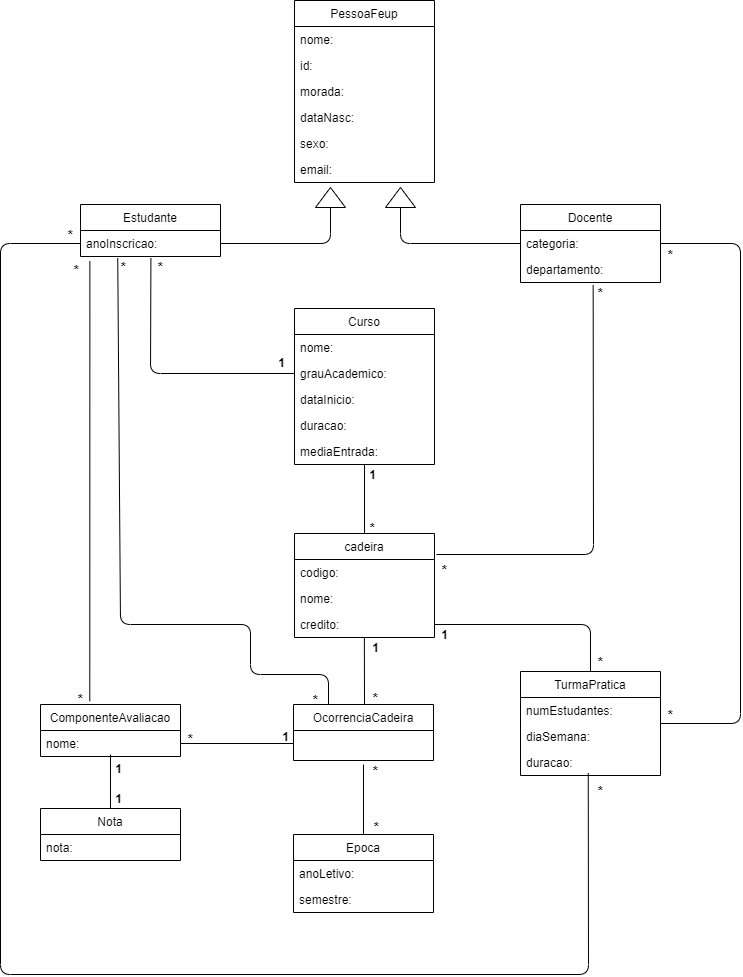 PessoaFeup
nome:
id:
morada:
dataNasc:
sexo:
email:
Estudante
anoInscricao:
Docente
categoria:
departamento:
*
*
*
*
*
*
Curso
nome:
grauAcademico:
dataInicio:
duracao:
mediaEntrada:
1
1
*
cadeira
codigo:
nome:
credito:
*
1
1
*
TurmaPratica
numEstudantes:
diaSemana:
duracao:
*
*
*
*
*
ComponenteAvaliacao
nome:
OcorrenciaCadeira
*
1
1
1
*
*
Nota
nota:
Epoca
anoLetivo:
semestre: